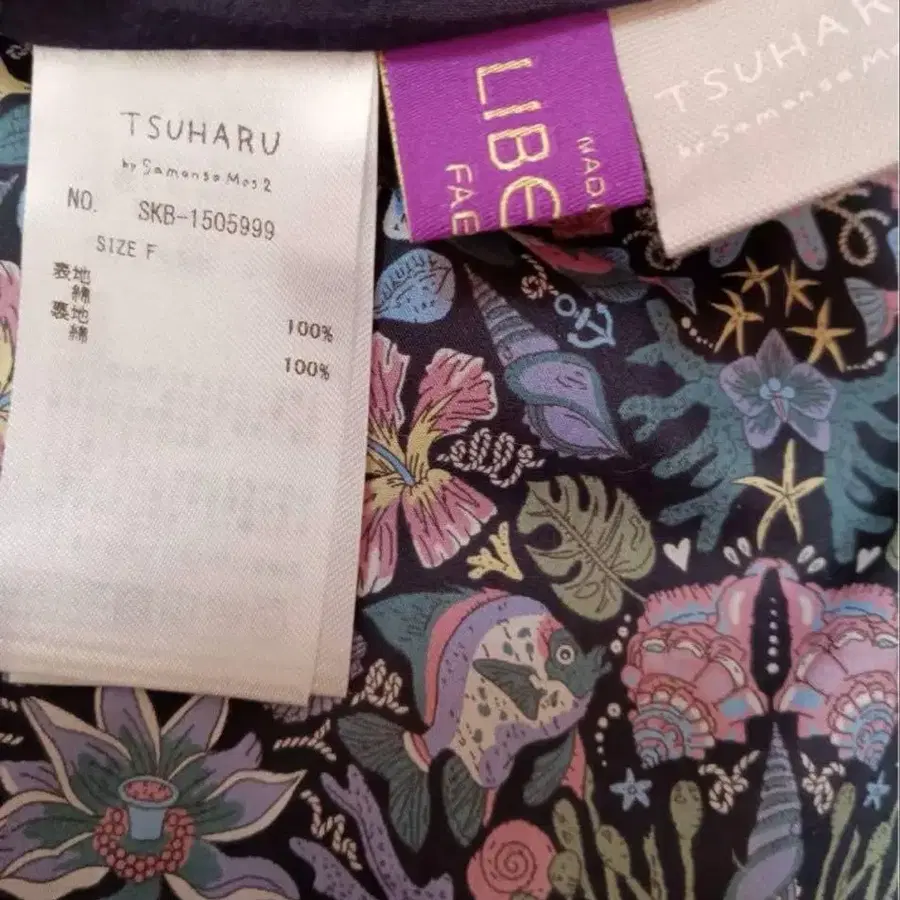 TSUHARU
by Samansa Mos2
NO. SKB-1505999
SIZE F
表地
綿 100%
裏地
綿 100%
LIBE
FAB
MADE
TSUHAR
by Samansa Mo